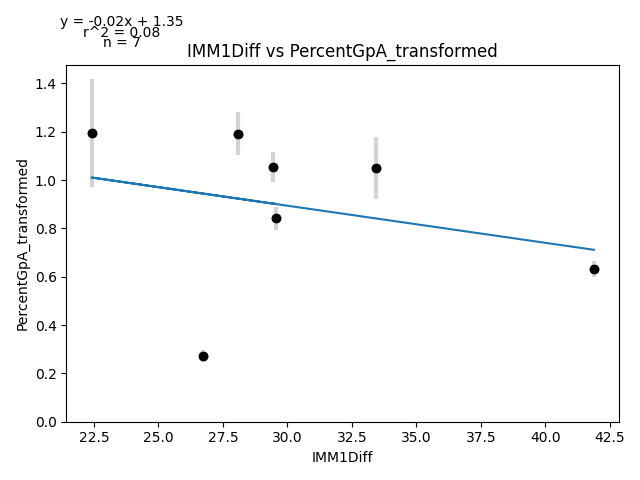 y = -0.02x + 1.35
r^2 = 0.08
n = 7
IMM1Diff vs PercentGpA_transformed
PercentGpA_transformed
1.4
1.2
1.0
0.8
0.6
0.4
0.2
0.0
22.5 25.0 27.5 30.0 32.5 35.0 37.5 40.0 42.5
IMM1Diff